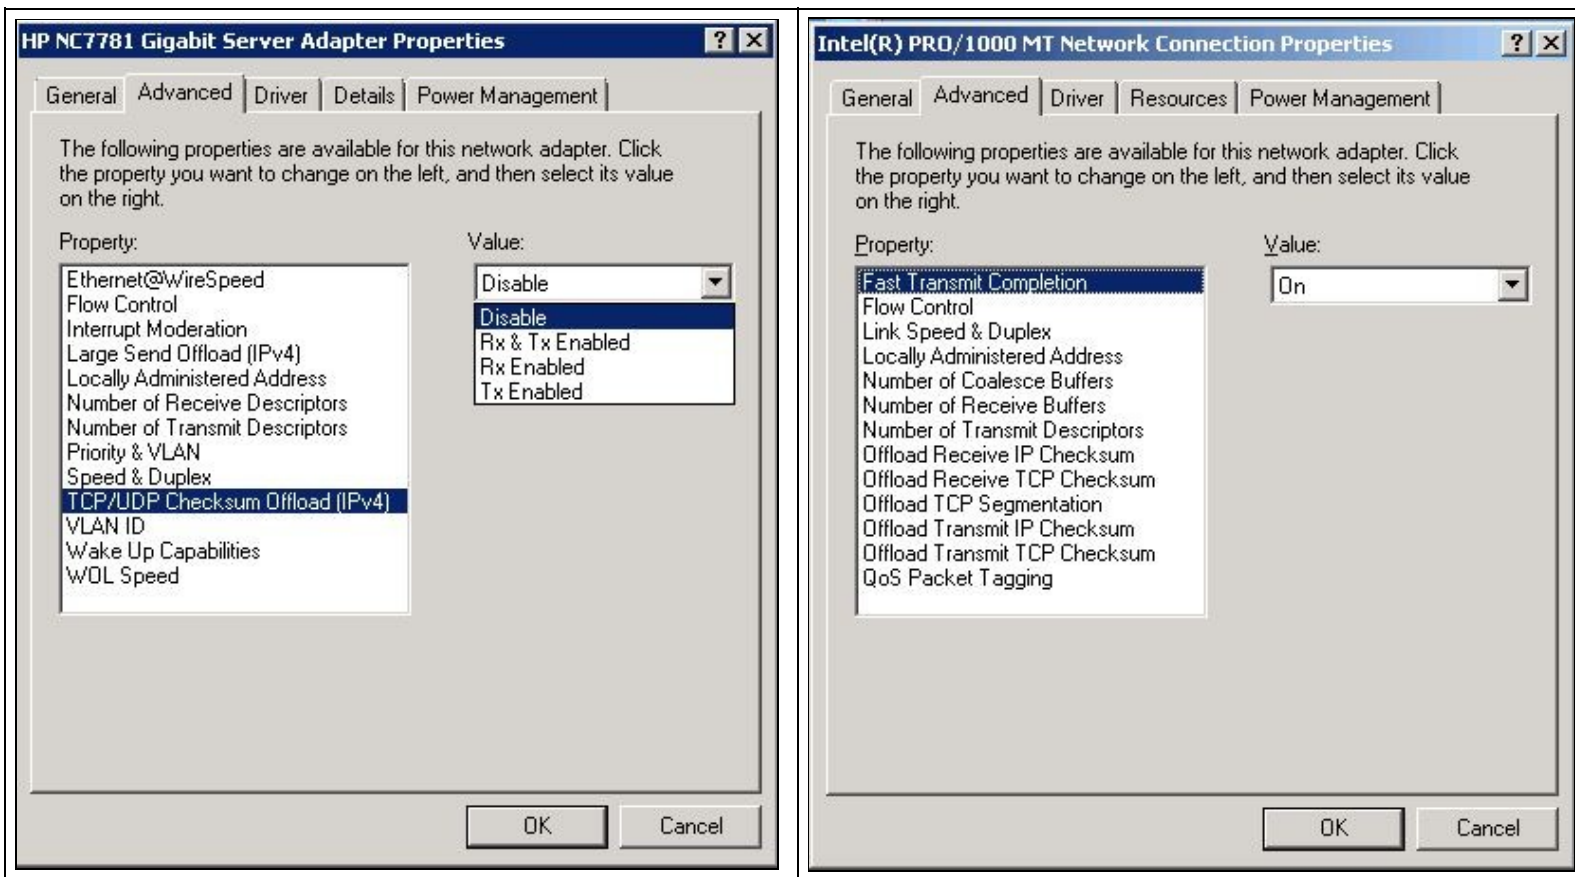 HP NC7781 Gigabit Server Adapter Properties
General Advanced Driver Details Power Management
The following properties are available for this network adapter. Click
the property you want to change on the left, and then select its value
on the right.
Property:
Value:
Ethernet@WireSpeed
Flow Control
Interrupt Moderation
Large Send Offload (IPv4)
Locally Administered Address
Number of Receive Descriptors
Number of Transmit Descriptors
Priority & VLAN
Speed & Duplex
TCP/UDP Checksum Offload (IPv4)
VLAN ID
Wake Up Capabilities
WOL Speed
Disable
Disable
Rx & Tx Enabled
Rx Enabled
Tx Enabled
OK
Cancel
Intel(R) PRO/1000 MT Network Connection Properties
General Advanced Driver Resources Power Management
The following properties are available for this network adapter. Click
the property you want to change on the left, and then select its value
on the right.
Property:
Value:
Fast Transmit Completion
Flow Control
Link Speed & Duplex
Locally Administered Address
Number of Coalesce Buffers
Number of Receive Buffers
Number of Transmit Descriptors
Offload Receive IP Checksum
Offload Receive TCP Checksum
Offload TCP Segmentation
Offload Transmit IP Checksum
Offload Transmit TCP Checksum
QoS Packet Tagging
On
OK
Cancel